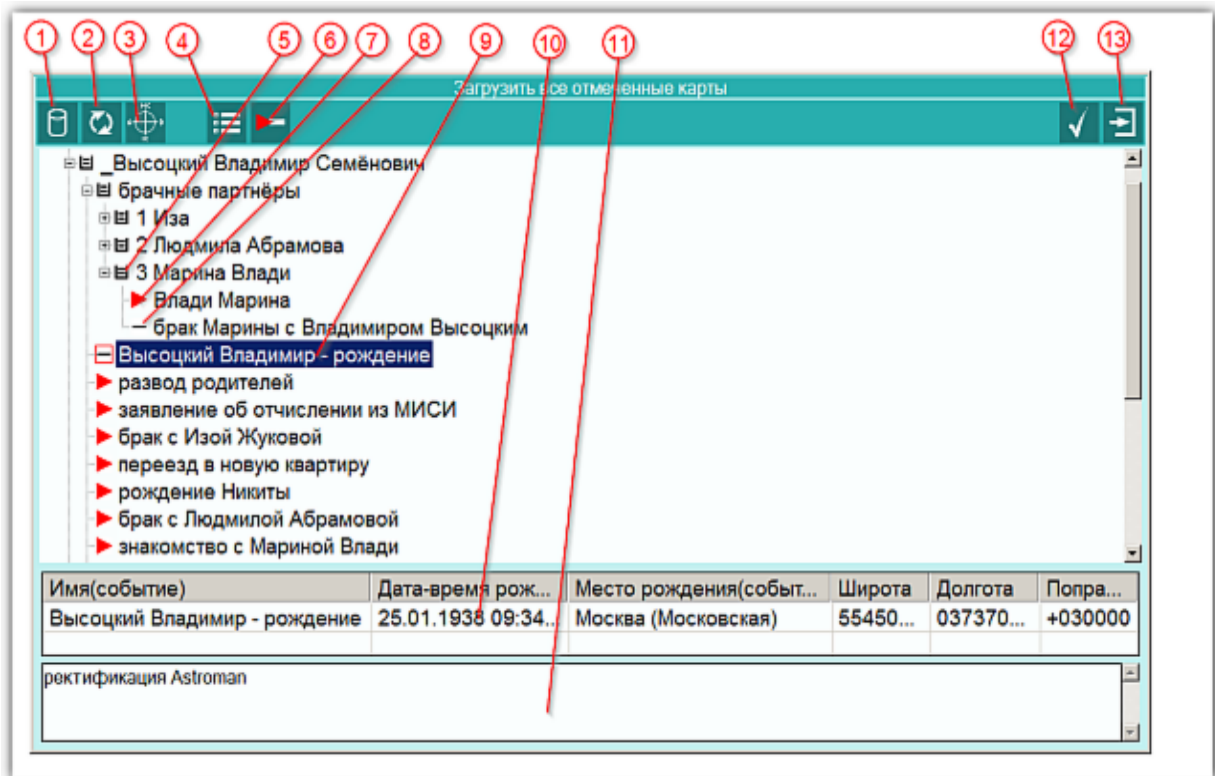 1 2 3 4 5 6 7 8 9 10 11 12 13
Загрузить все отмеченные карты
_Высоцкий Владимир Семёнович
брачные партнёры
1 Иза
2 Людмила Абрамова
3 Марина Влади
Влади Марина
брак Марины с Владимиром Высоцким
Высоцкий Владимир - рождение
развод родителей
заявление об отчислении из МИСИ
брак с Изой Жуковой
переезд в новую квартиру
рождение Никиты
брак с Людмилой Абрамовой
знакомство с Мариной Влади
Имя(событие) Дата-время рож... Место рождения(событ... Широта Долгота Попра...
Высоцкий Владимир - рождение 25.01.1938 09:34... Москва (Московская) 55450... 037370... +030000
ректификация Astroman